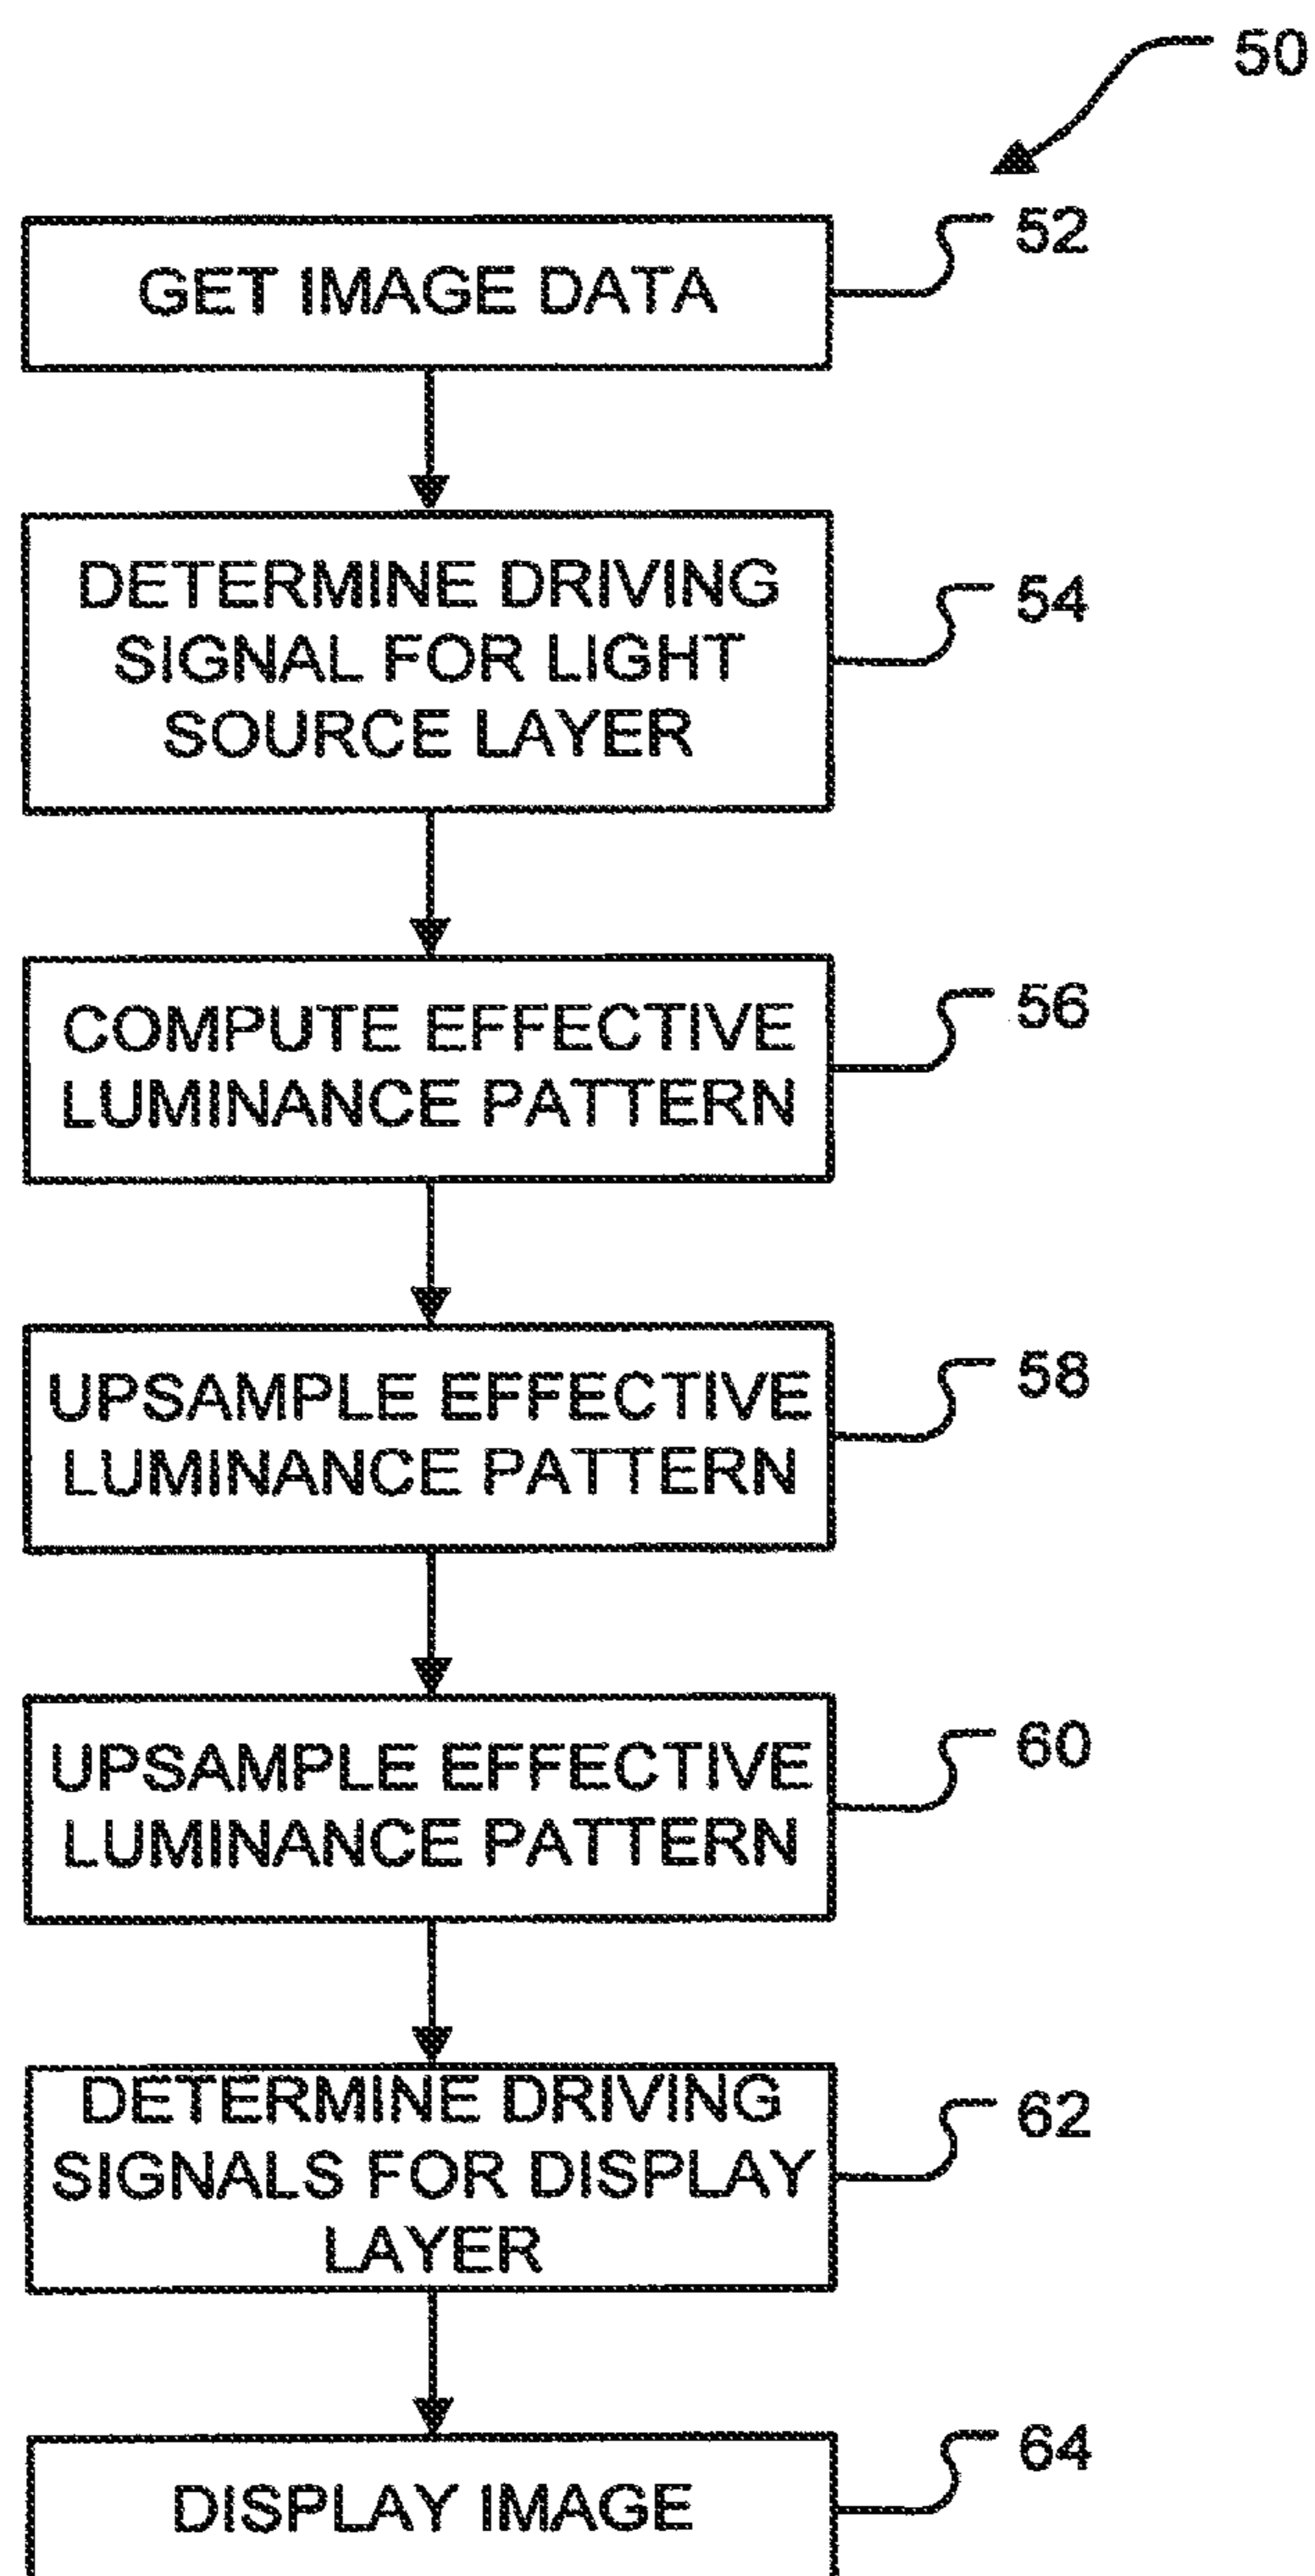 50
GET IMAGE DATA
52
DETERMINE DRIVING
SIGNAL FOR LIGHT
SOURCE LAYER
54
COMPUTE EFFECTIVE
LUMINANCE PATTERN
56
UPSAMPLE EFFECTIVE
LUMINANCE PATTERN
58
UPSAMPLE EFFECTIVE
LUMINANCE PATTERN
60
DETERMINE DRIVING
SIGNALS FOR DISPLAY
LAYER
62
DISPLAY IMAGE
64